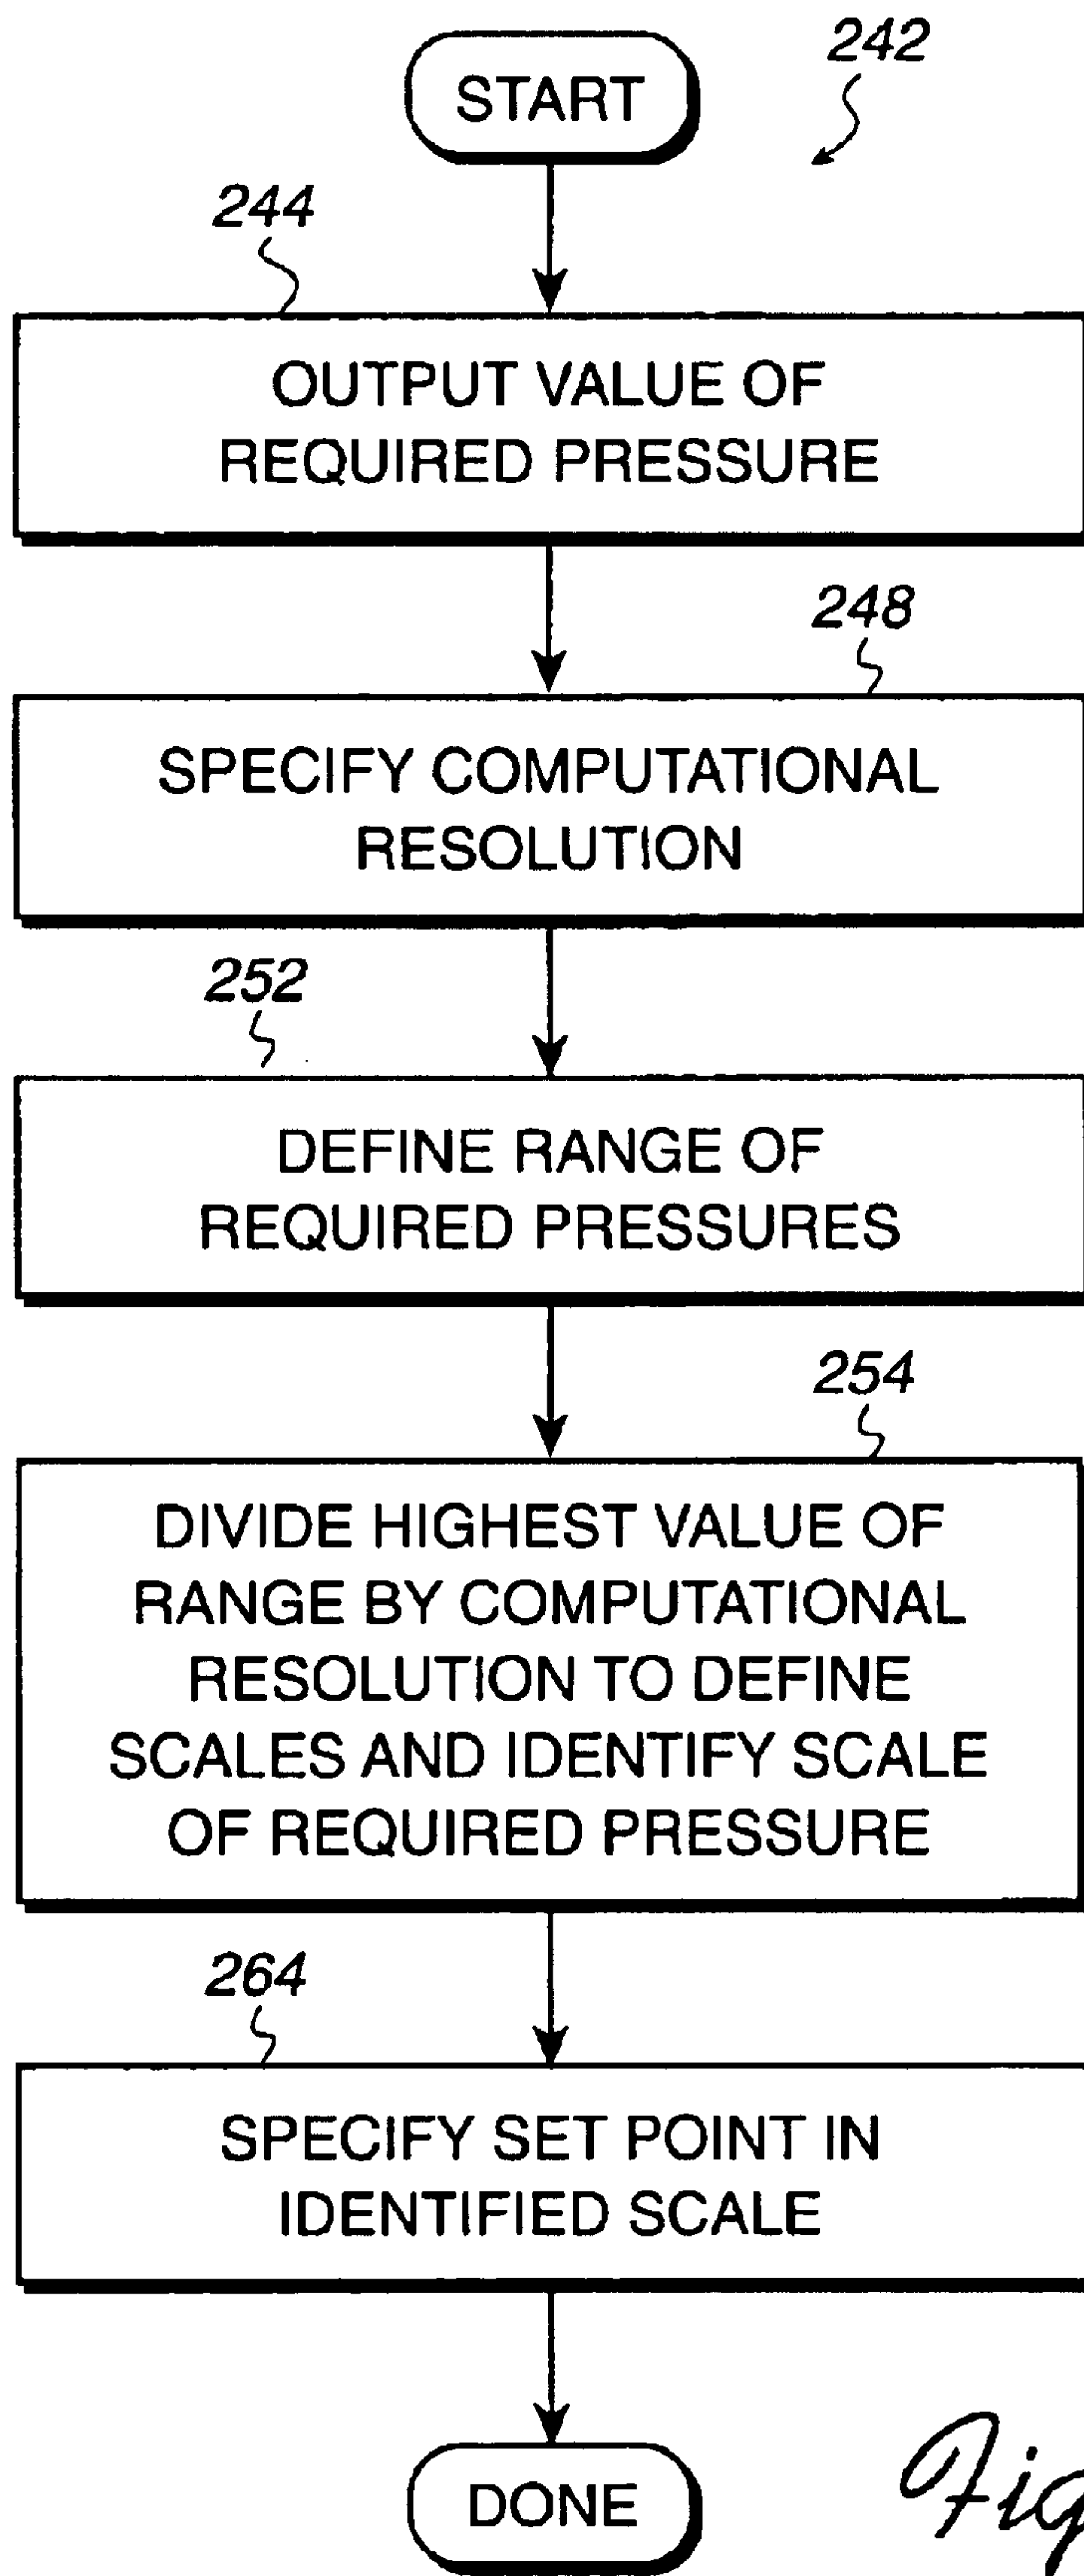 242
START
244
OUTPUT VALUE OF
REQUIRED PRESSURE
248
SPECIFY COMPUTATIONAL
RESOLUTION
252
DEFINE RANGE OF
REQUIRED PRESSURES
254
DIVIDE HIGHEST VALUE OF
RANGE BY COMPUTATIONAL
RESOLUTION TO DEFINE
SCALES AND IDENTIFY SCALE
OF REQUIRED PRESSURE
264
SPECIFY SET POINT IN
IDENTIFIED SCALE
DONE
Fig